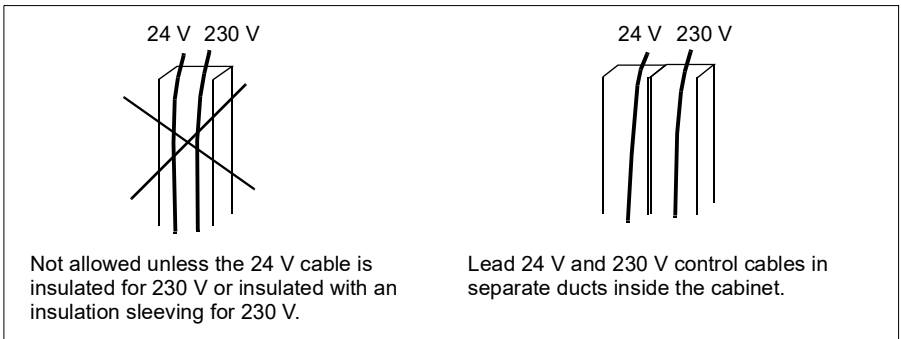 24 V 230 V
24 V 230 V
Not allowed unless the 24 V cable is
insulated for 230 V or insulated with an
insulation sleeving for 230 V.
Lead 24 V and 230 V control cables in
separate ducts inside the cabinet.